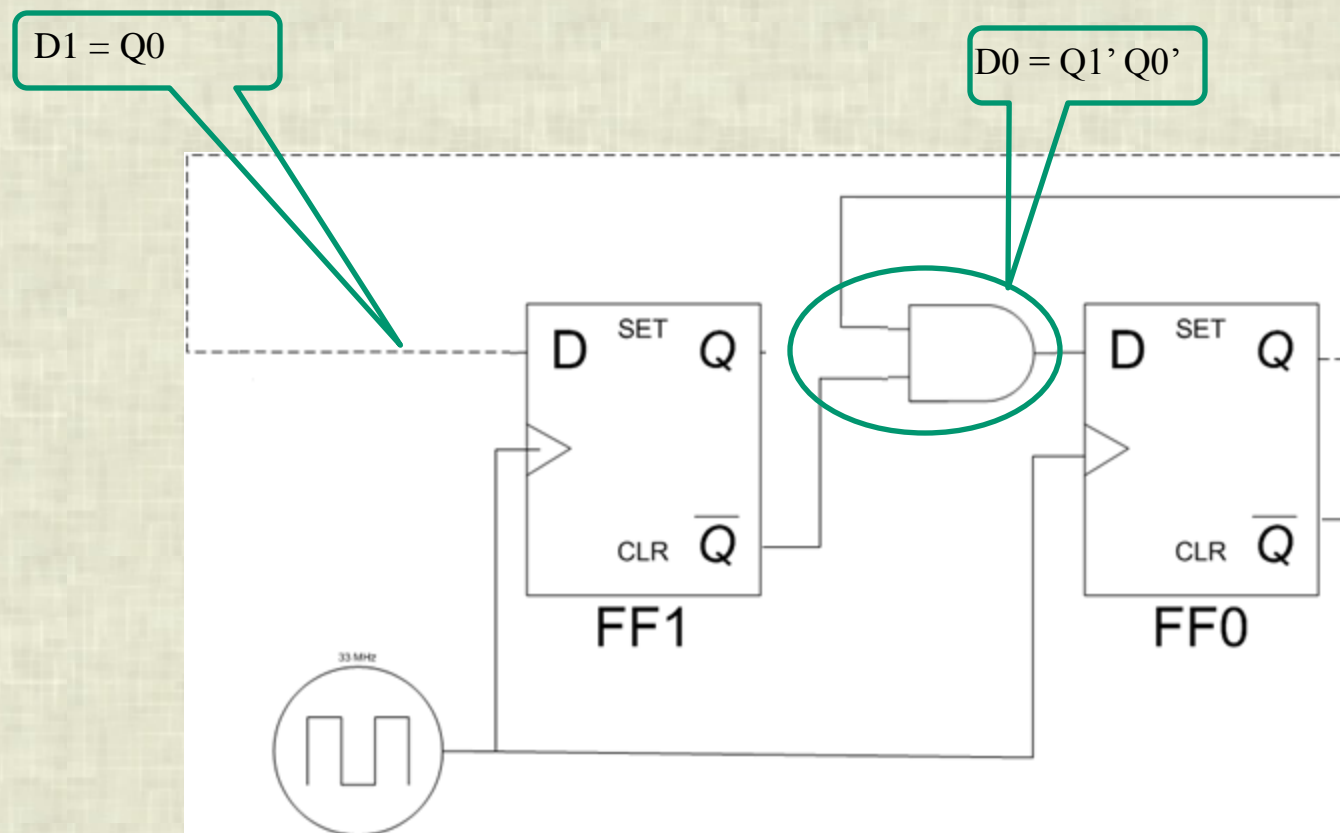 D1 = Q0
D0 = Q1’ Q0’
D SET Q
D SET Q
CLR Q
CLR Q
FF1
FF0
33 MHz